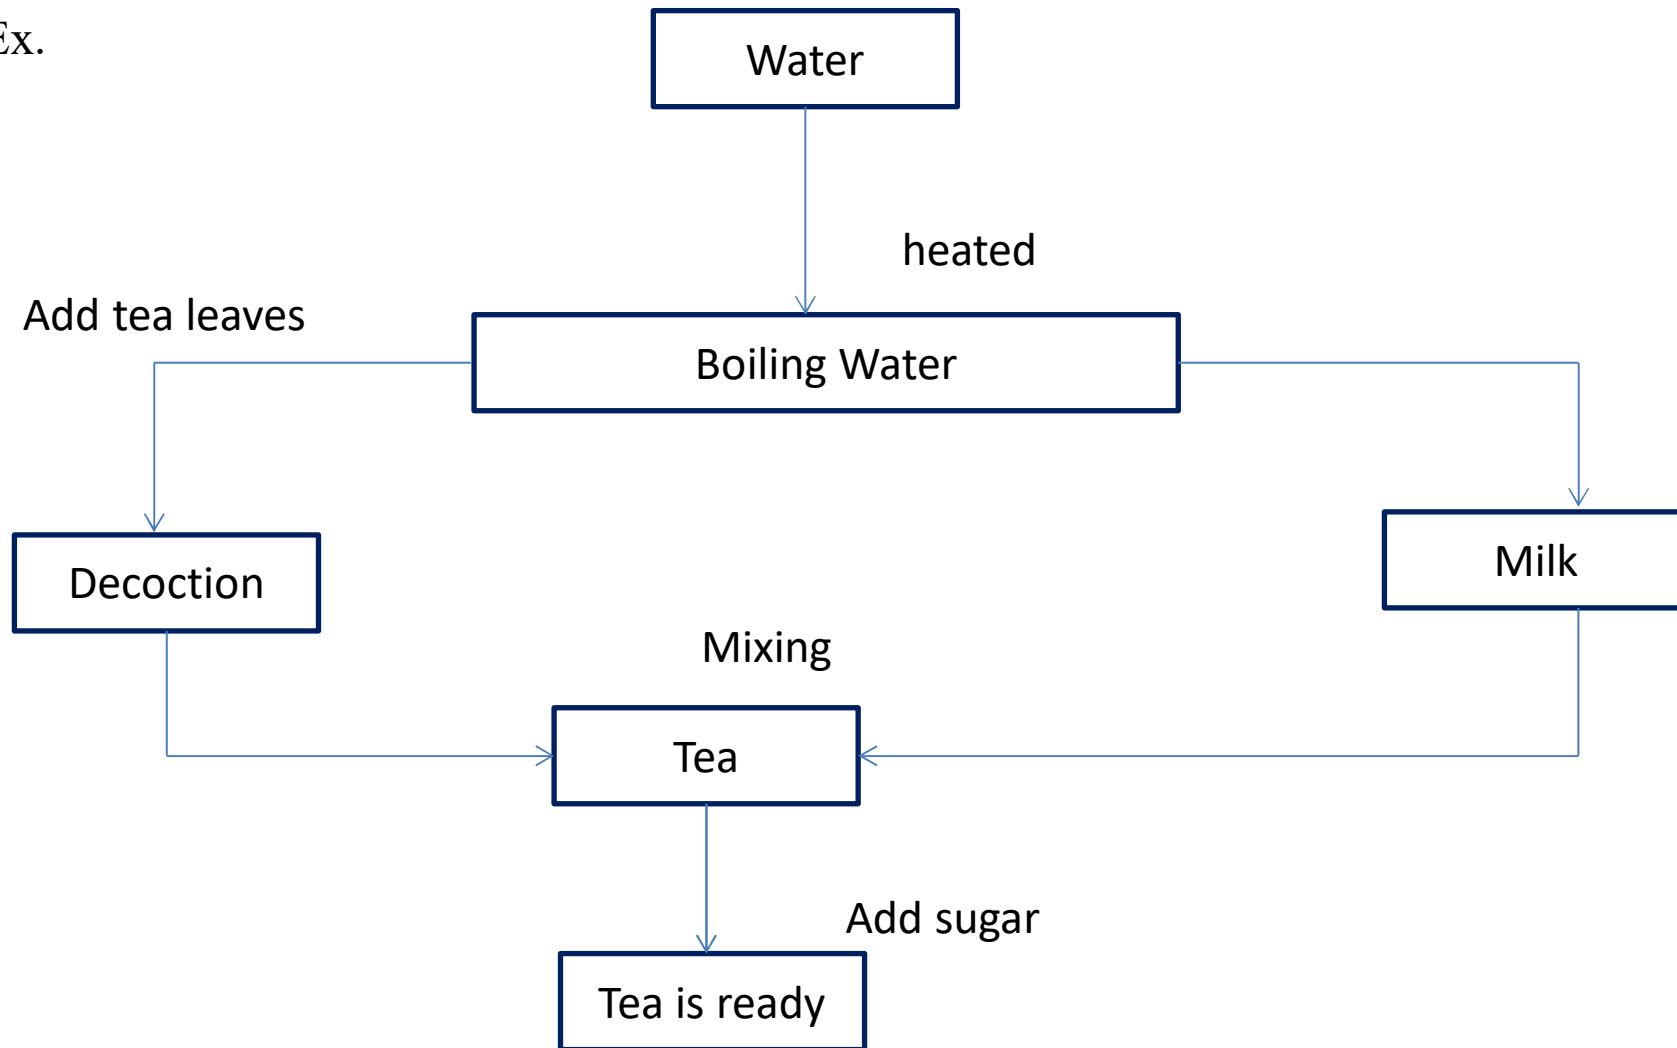 Ex.
Water
heated
Add tea leaves
Boiling Water
Decoction
Milk
Mixing
Tea
Add sugar
Tea is ready